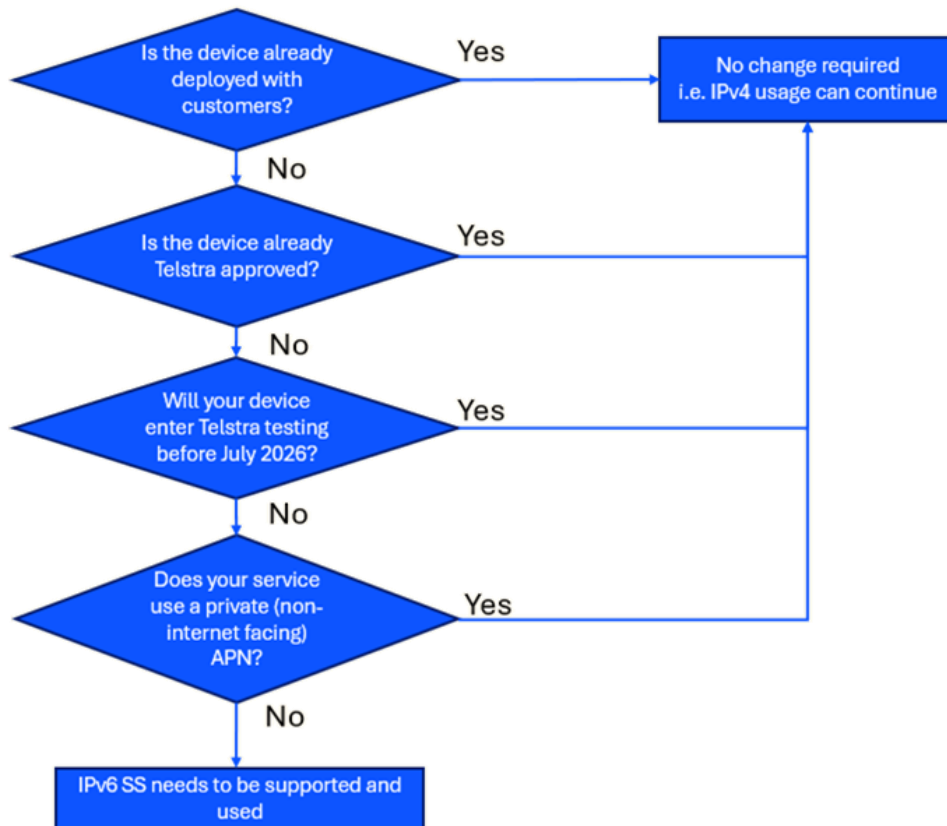 Is the device already
deployed with
customers?
Yes
No change required
i.e. IPv4 usage can continue
No
Is the device already
Telstra approved?
Yes
No
Will your device
enter Telstra testing
before July 2026?
Yes
No
Does your service
use a private (non-
internet facing)
APN?
Yes
No
IPv6 SS needs to be supported and
used